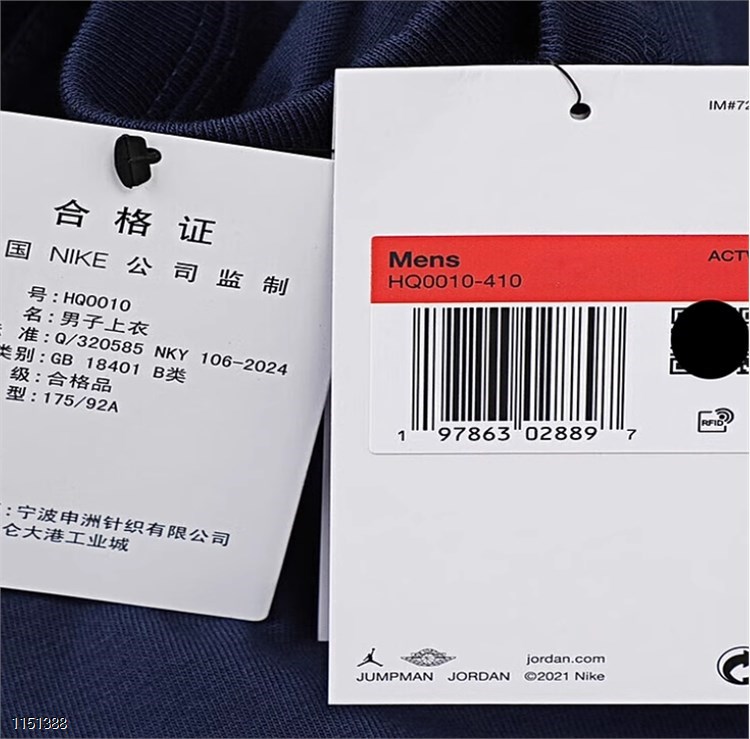 合格证
国 NIKE 公司监制
号:HQ0010
名:男子上衣
准:Q/320585 NKY 106-2024
类别:GB 18401 B类
级:合格品
型:175/92A
:宁波申洲针织有限公司
仑大港工业城
IM#72
Mens
HQ0010-410
ACTV
1 97863 02889 7
RFID
JUMPMAN JORDAN
jordan.com
©2021 Nike
1151388